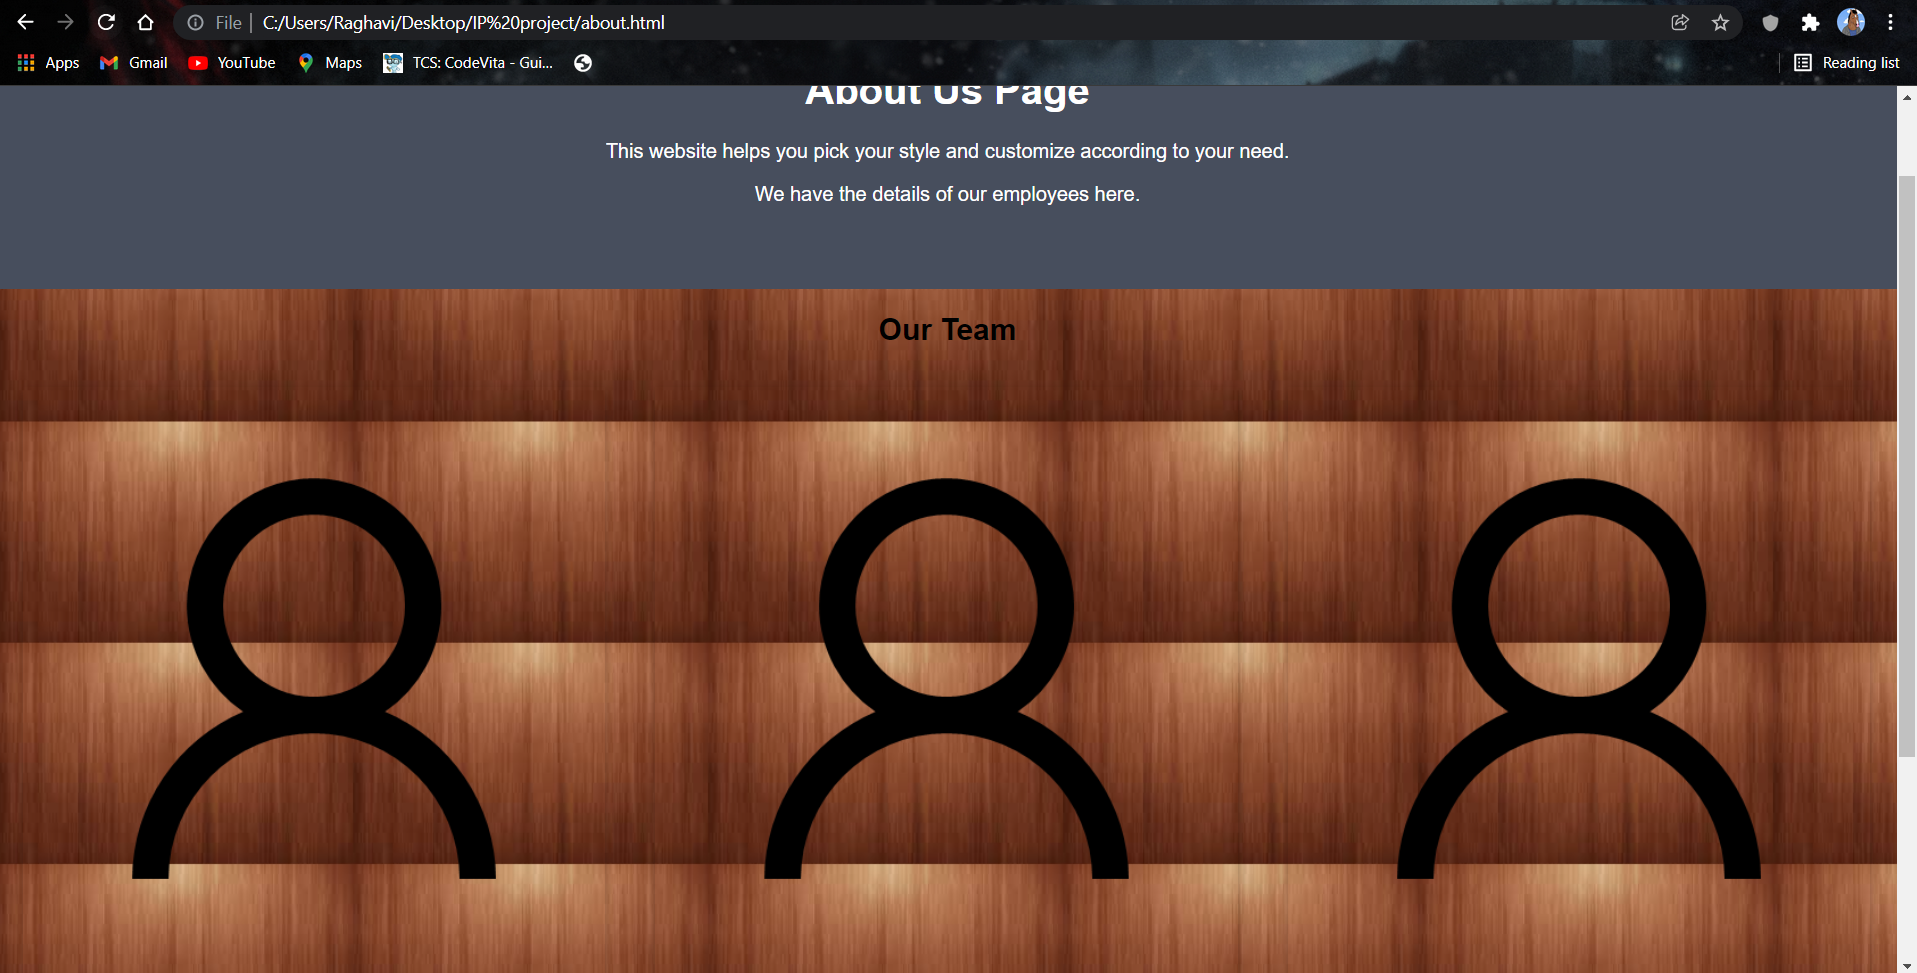 File | C:/Users/Raghavi/Desktop/IP%20project/about.html
Apps Gmail YouTube Maps TCS: CodeVita - Gui... Reading list
About Us Page
This website helps you pick your style and customize according to your need.
We have the details of our employees here.
Our Team